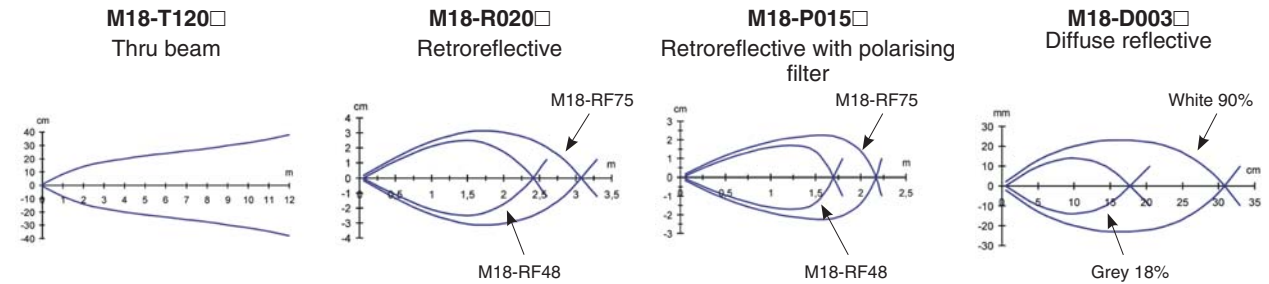 M18-T120□
Thru beam
cm
40
30
20
10
0
-10
-20
-30
-40
0 1 2 3 4 5 6 7 8 9 10 11 12
m
M18-R020□
Retroreflective
M18-RF75
cm
4
3
2
1
0
-1
-2
-3
-4
0 0,5 1 1,5 2 2,5 3 3,5
m
M18-RF48
M18-P015□
Retroreflective with polarising
filter
M18-RF75
cm
3
2
1
0
-1
-2
-3
0 0,5 1 1,5 2 2,5
m
M18-RF48
M18-D003□
Diffuse reflective
White 90%
mm
30
20
10
0
-10
-20
-30
0 5 10 15 20 25 30 35
cm
Grey 18%